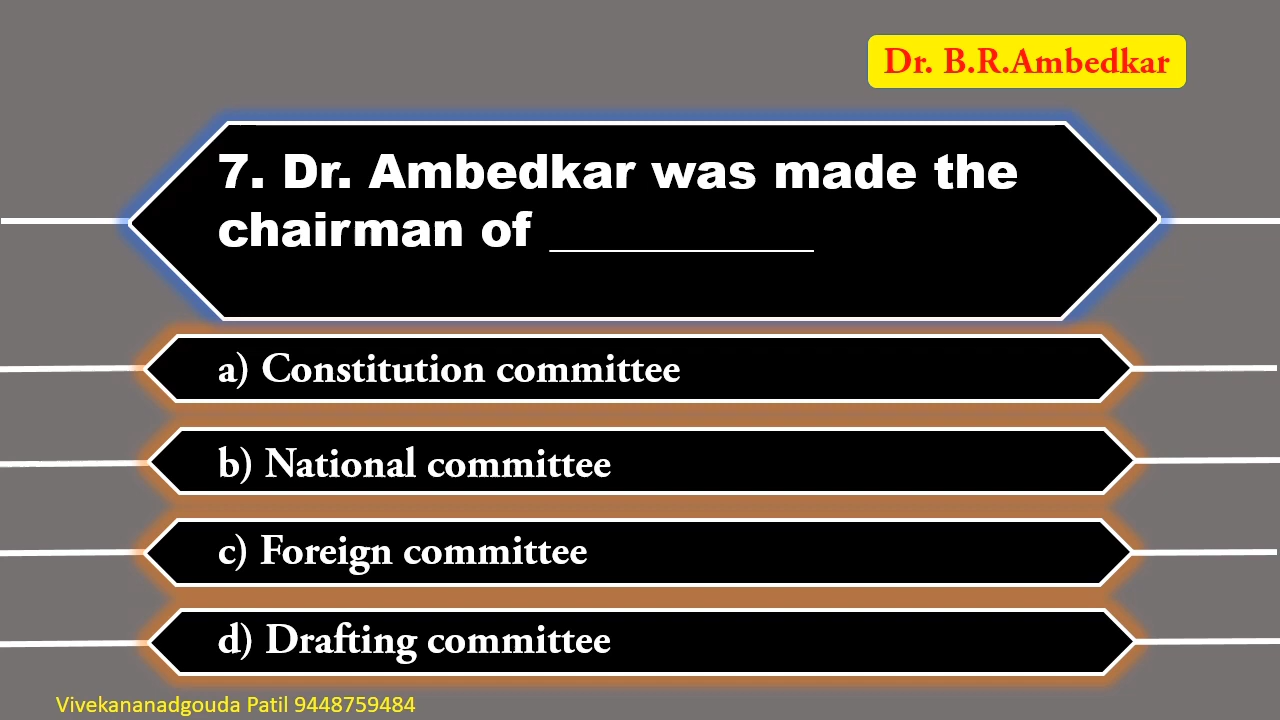 Dr. B.R.Ambedkar
7. Dr. Ambedkar was made the
chairman of ___________
a) Constitution committee
b) National committee
c) Foreign committee
d) Drafting committee
Vivekananadgouda Patil 9448759484